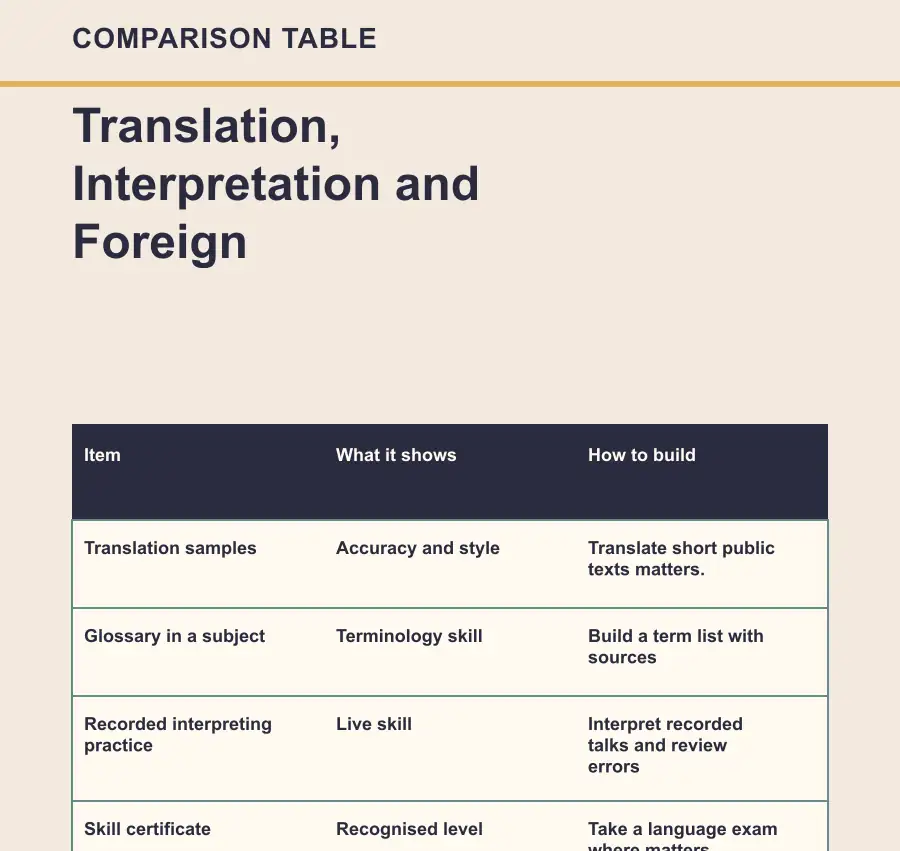 COMPARISON TABLE
Translation,
Interpretation and
Foreign
Item What it shows How to build
Translation samples Accuracy and style Translate short public
texts matters.
Glossary in a subject Terminology skill Build a term list with
sources
Recorded interpreting Live skill Interpret recorded
practice talks and review
errors
Skill certificate Recognised level Take a language exam
where matters